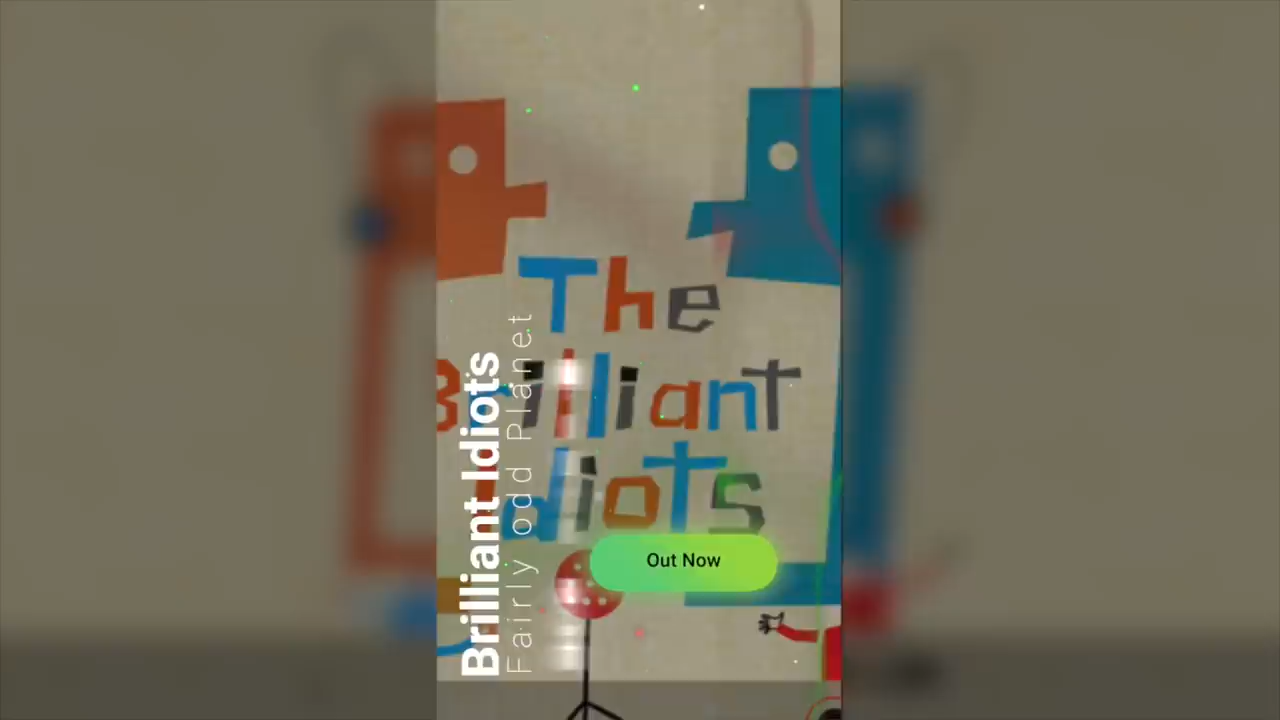 The
Brilliant
Idiots
Brilliant Idiots
Fairly odd Planet
Out Now